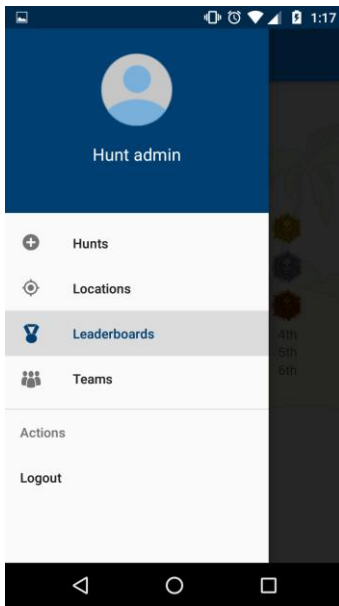 1:17
Hunt admin
Hunts
Locations
Leaderboards
4th
5th
6th
Teams
Actions
Logout